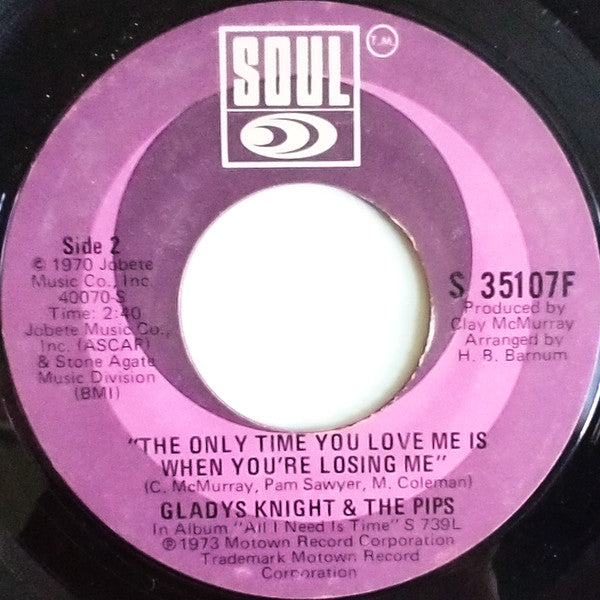 SOUL
T.M.
Side 2
© 1970 Jobete
Music Co., Inc.
40070-S
Time: 2:40
Jobete Music Co.,
Inc. (ASCAP)
& Stone Agate
Music Division
(BMI)
S 35107F
Produced by
Clay McMurray
Arranged by
H. B. Barnum
"THE ONLY TIME YOU LOVE ME IS
WHEN YOU'RE LOSING ME"
(C. McMurray, Pam Sawyer, M. Coleman)
GLADYS KNIGHT & THE PIPS
In Album "All I Need Is Time" S 739L
℗ 1973 Motown Record Corporation
Trademark Motown Record
Corporation